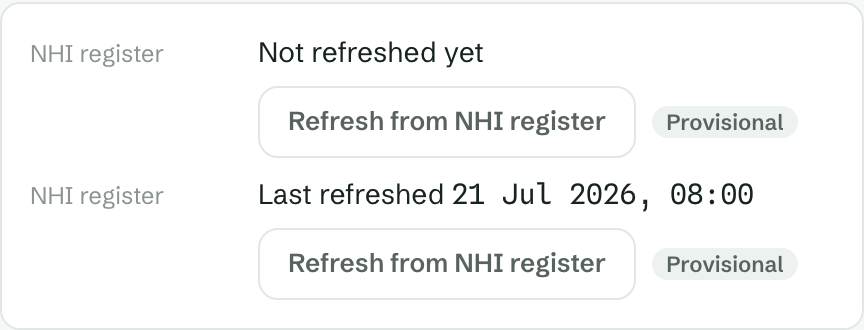 NHI register Not refreshed yet
Refresh from NHI register Provisional
NHI register Last refreshed 21 Jul 2026, 08:00
Refresh from NHI register Provisional